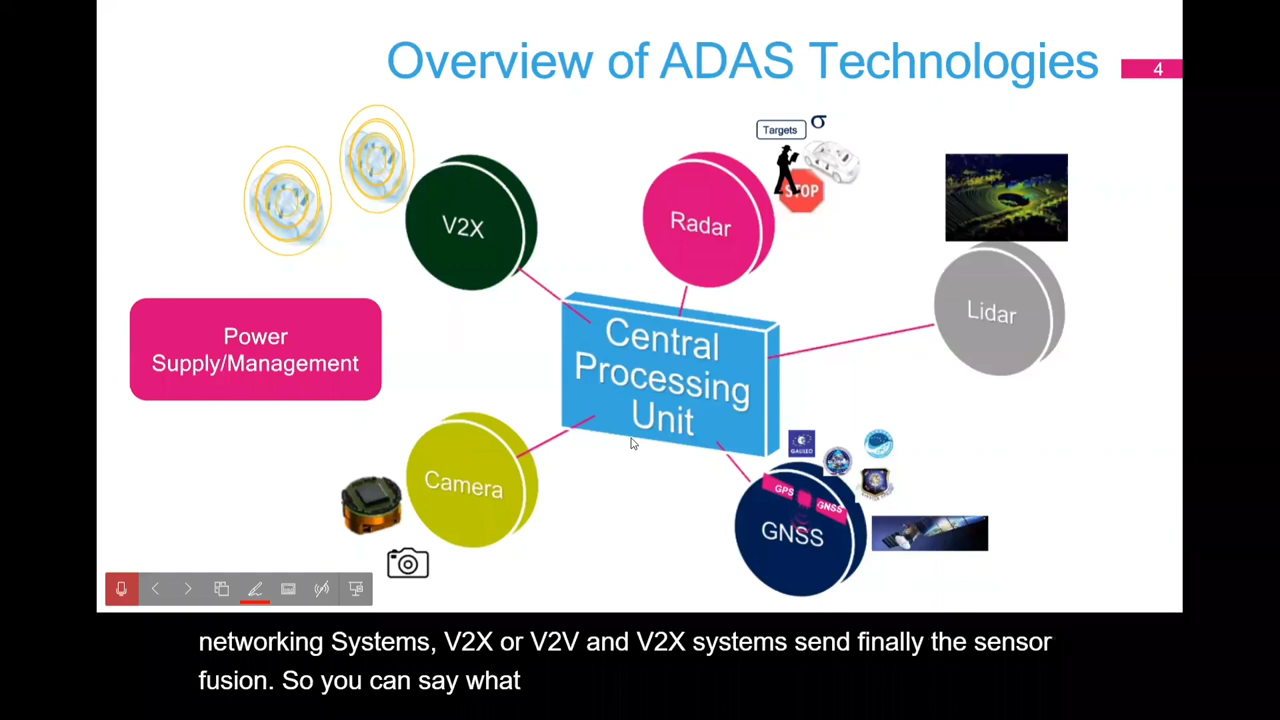 Overview of ADAS Technologies
4
Targets
σ
STOP
V2X
Radar
Lidar
Power
Supply/Management
Central
Processing
Unit
Camera
GALILEO
GPS
GNSS
GNSS
networking Systems, V2X or V2V and V2X systems send finally the sensor
fusion. So you can say what